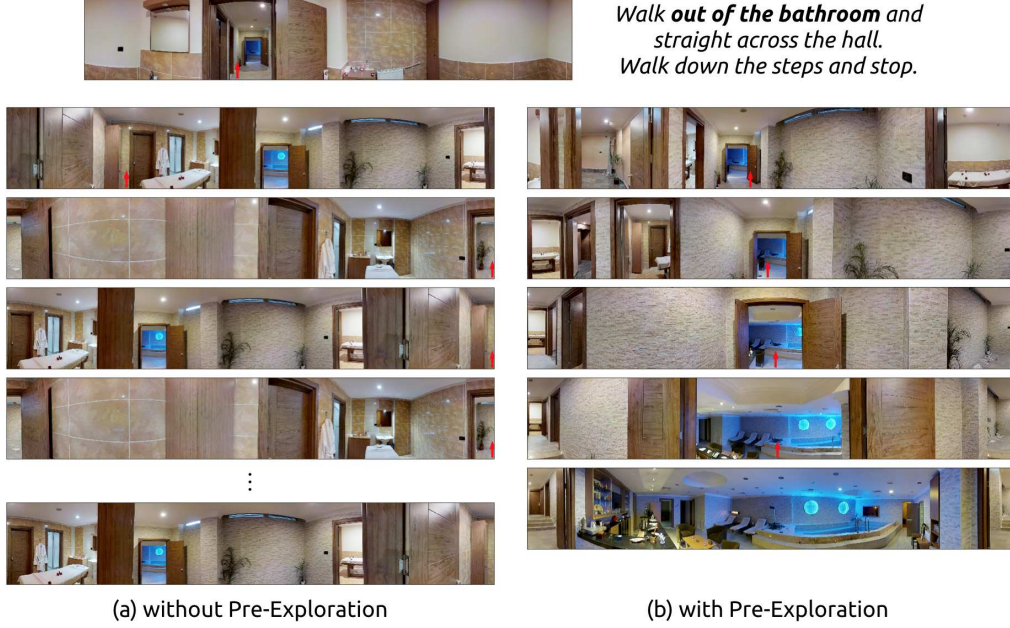 Walk out of the bathroom and
straight across the hall.
Walk down the steps and stop.
⋮
(a) without Pre-Exploration
(b) with Pre-Exploration